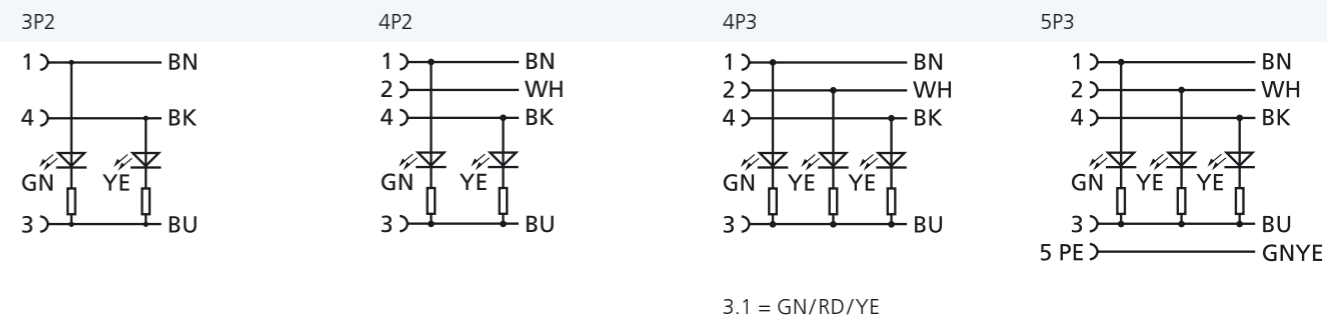 3P2 4P2 4P3 5P3
1 BN 1 BN 1 BN 1 BN
2 WH 2 WH 2 WH
4 BK 4 BK 4 BK 4 BK
GN YE GN YE GN YE YE GN YE YE
3 BU 3 BU 3 BU 3 BU
5 PE GNYE
3.1 = GN/RD/YE